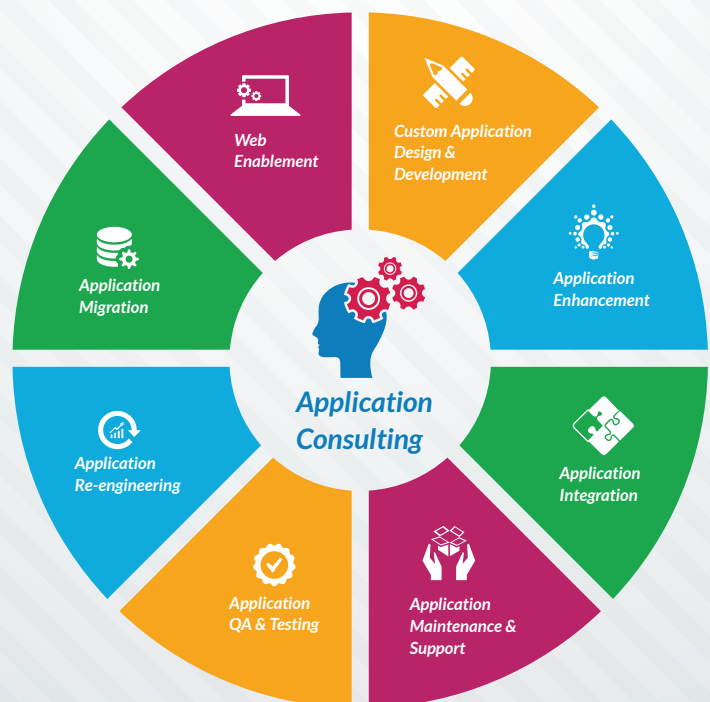 Web
Enablement
Custom Application
Design &
Development
Application
Enhancement
Application
Integration
Application
Maintenance &
Support
Application
QA & Testing
Application
Re-engineering
Application
Migration
Application
Consulting